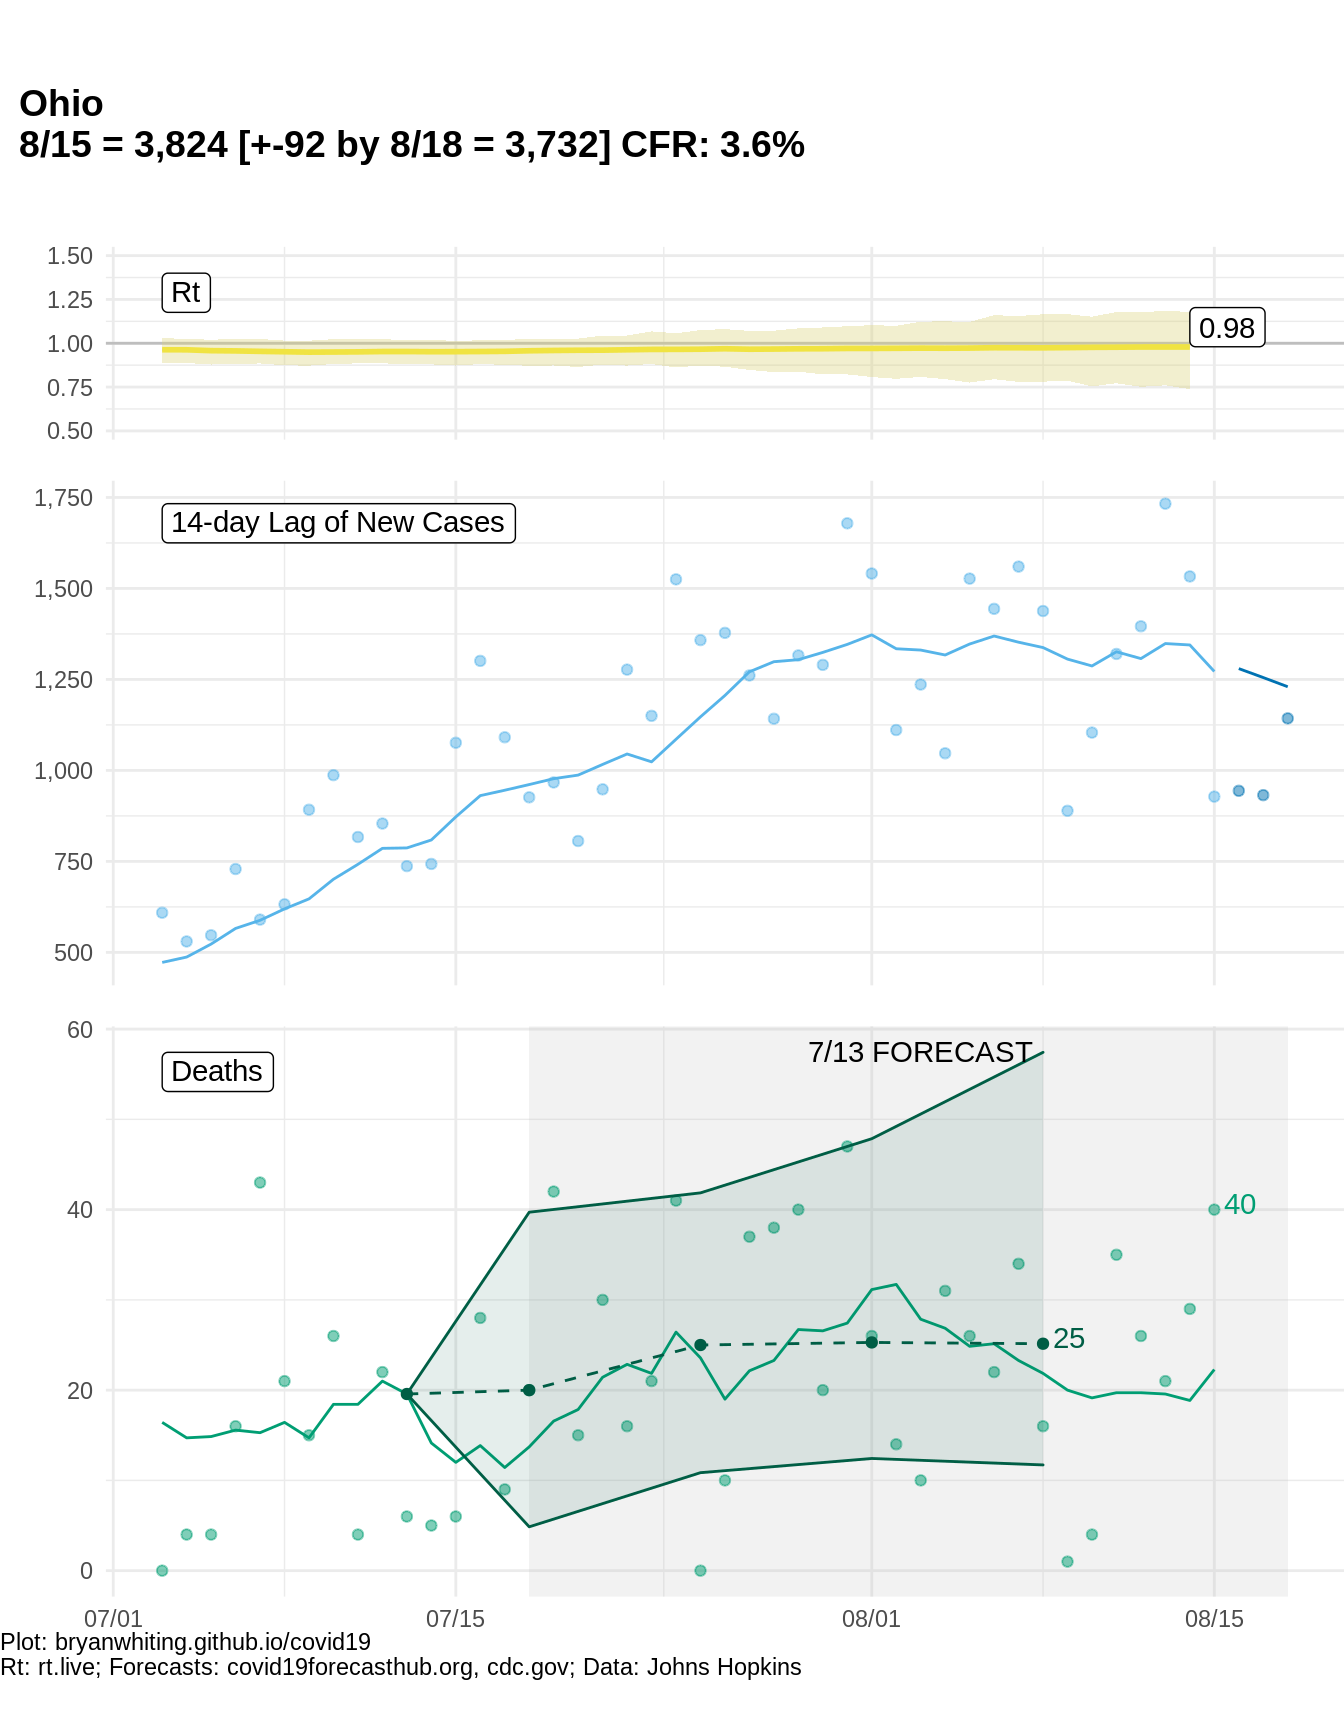 Ohio
8/15 = 3,824 [+-92 by 8/18 = 3,732] CFR: 3.6%
1.50
1.25
1.00
0.75
0.50
Rt
0.98
1,750
1,500
1,250
1,000
750
500
14-day Lag of New Cases
60
40
20
0
Deaths
7/13 FORECAST
40
25
07/01
07/15
08/01
08/15
Plot: bryanwhiting.github.io/covid19
Rt: rt.live; Forecasts: covid19forecasthub.org, cdc.gov; Data: Johns Hopkins